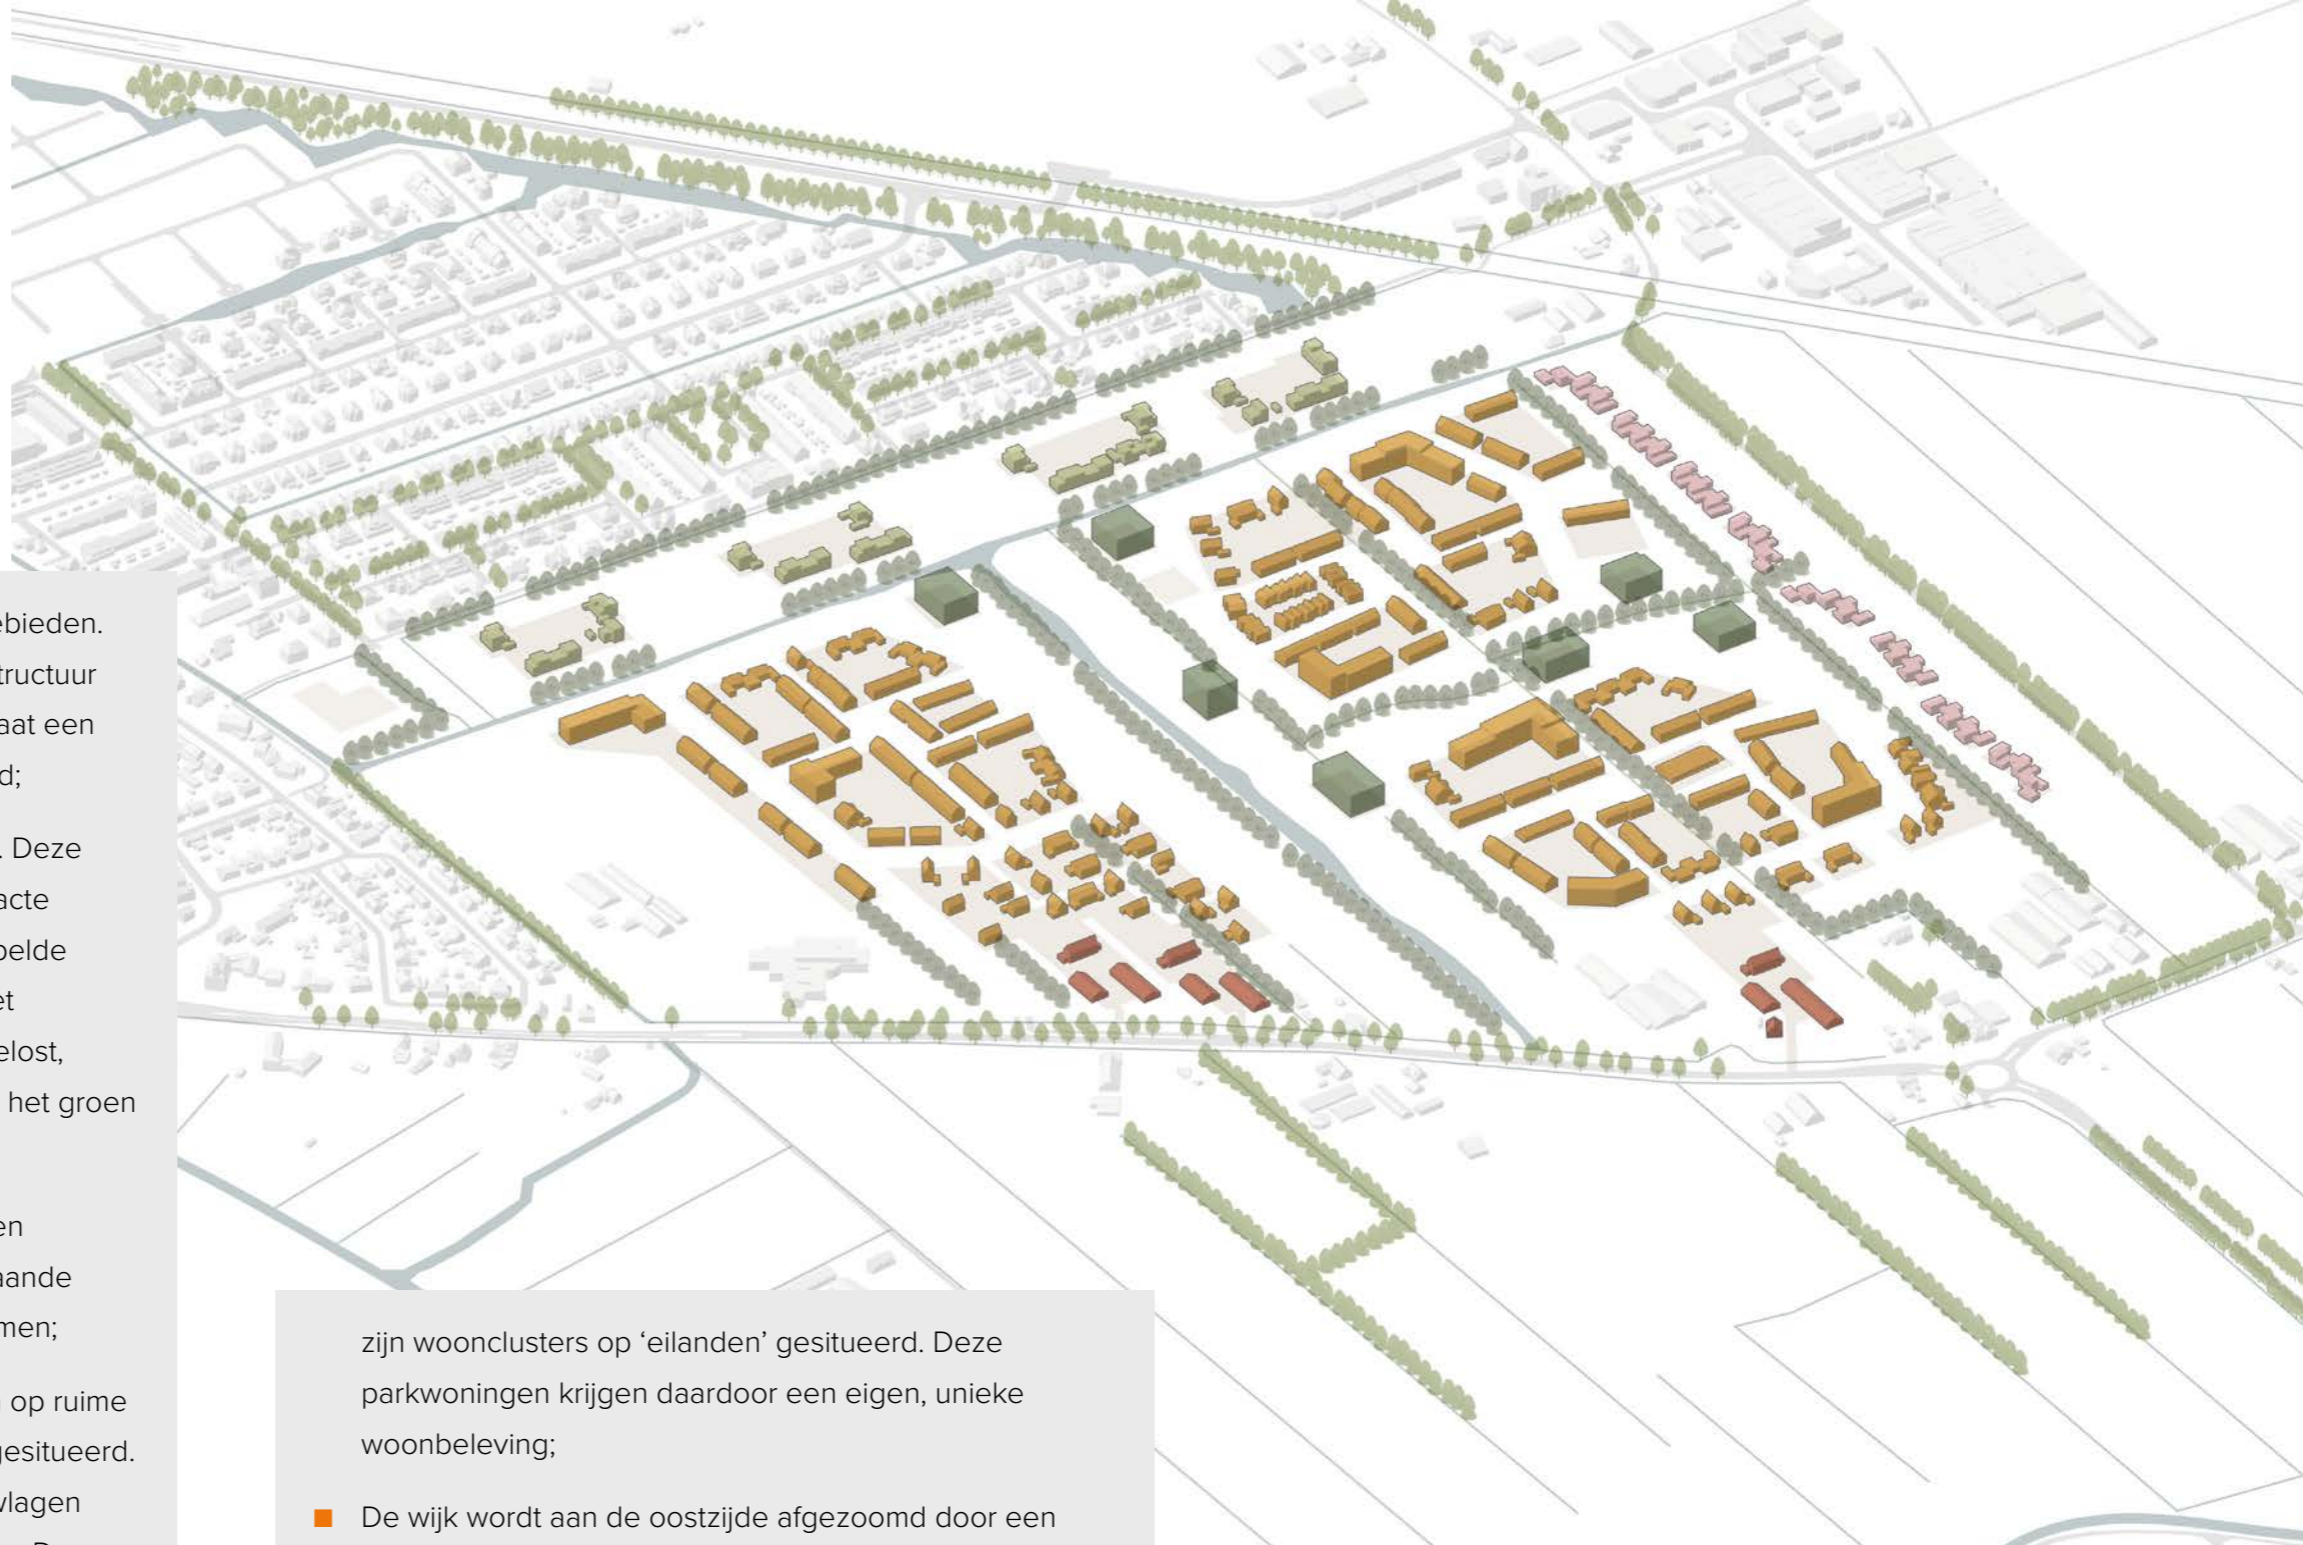 ebieden.
tructuur
aat een
d;
. Deze
acte
pelde
et
elost,
het groen
en
aande
men;
op ruime
gesitueerd.
vlagen
zijn woonclusters op ‘eilanden’ gesitueerd. Deze
parkwoningen krijgen daardoor een eigen, unieke
woonbeleving;
De wijk wordt aan de oostzijde afgezoomd door een